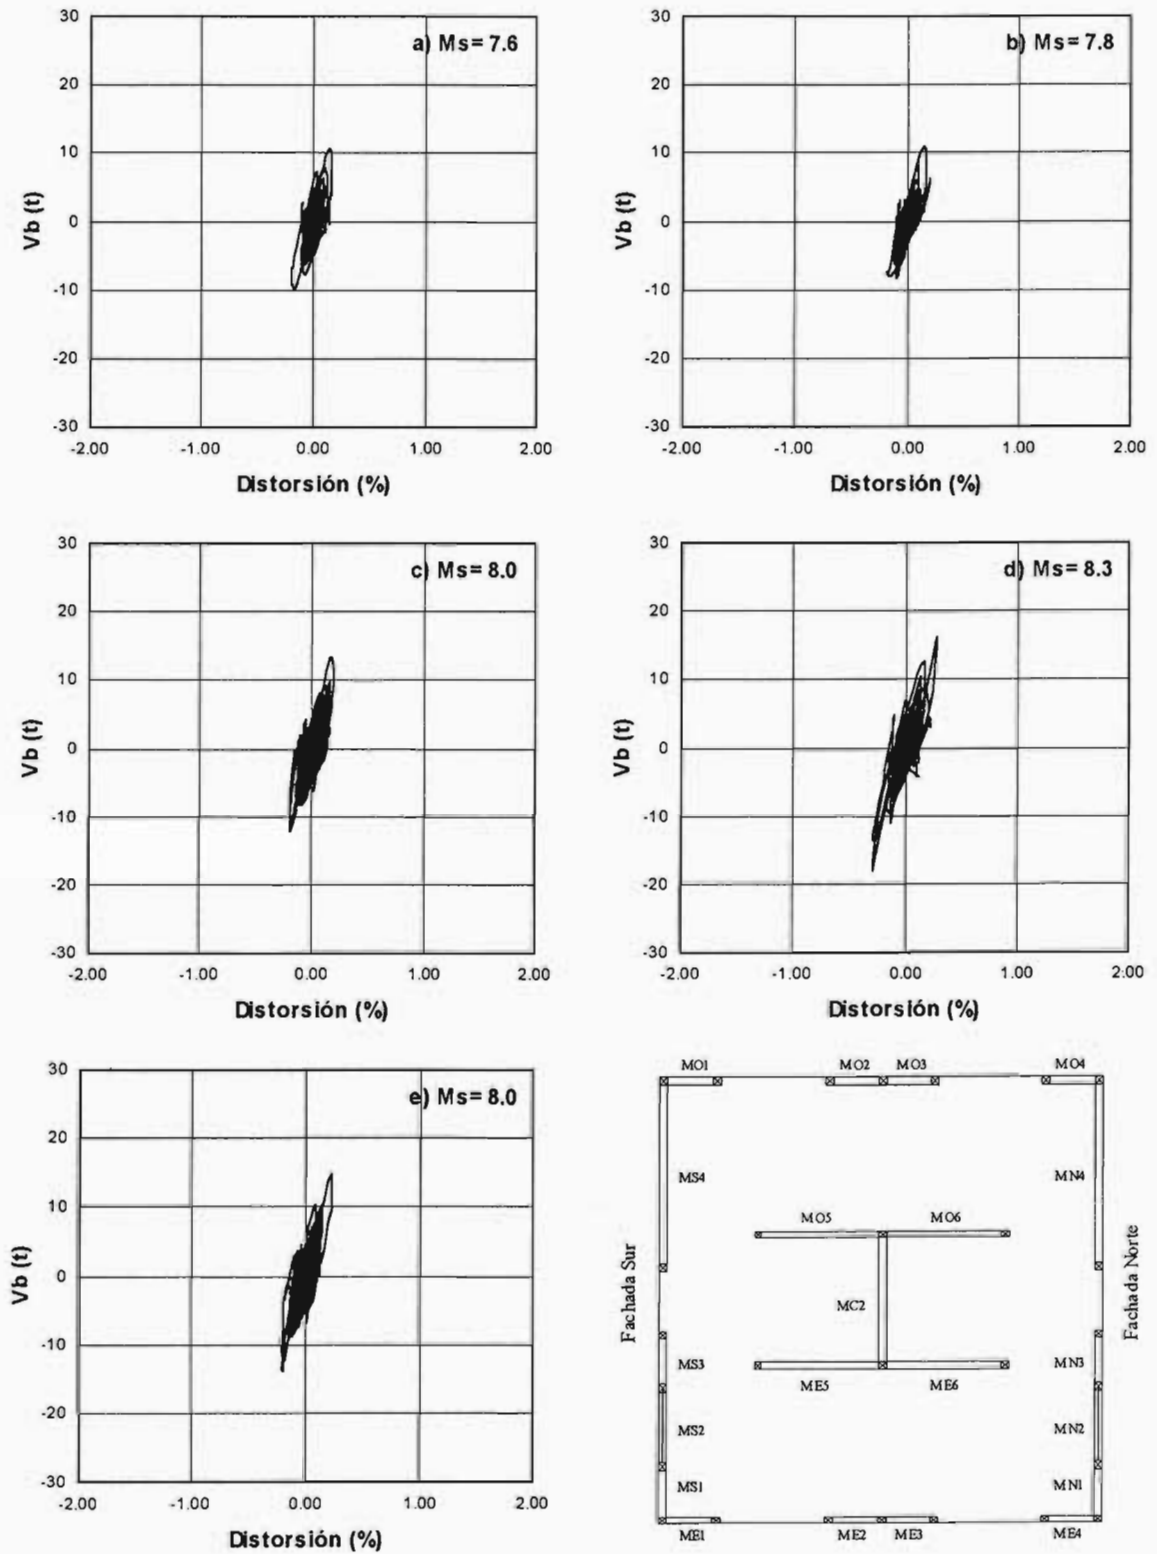 a) Ms= 7.6
30
20
10
0
-10
-20
-30
Vb (t)
-2.00 -1.00 0.00 1.00 2.00
Distorsión (%)
b) Ms= 7.8
30
20
10
0
-10
-20
-30
Vb (t)
-2.00 -1.00 0.00 1.00 2.00
Distorsión (%)
c) Ms= 8.0
30
20
10
0
-10
-20
-30
Vb (t)
-2.00 -1.00 0.00 1.00 2.00
Distorsión (%)
d) Ms= 8.3
30
20
10
0
-10
-20
-30
Vb (t)
-2.00 -1.00 0.00 1.00 2.00
Distorsión (%)
e) Ms= 8.0
30
20
10
0
-10
-20
-30
Vb (t)
-2.00 -1.00 0.00 1.00 2.00
Distorsión (%)
MO1 MO2 MO3 MO4
MS4 MN4
MO5 MO6
Fachada Sur
MC2
Fachada Norte
MS3 MN3
ME5 ME6
MS2 MN2
MS1 MN1
ME1 ME2 ME3 ME4